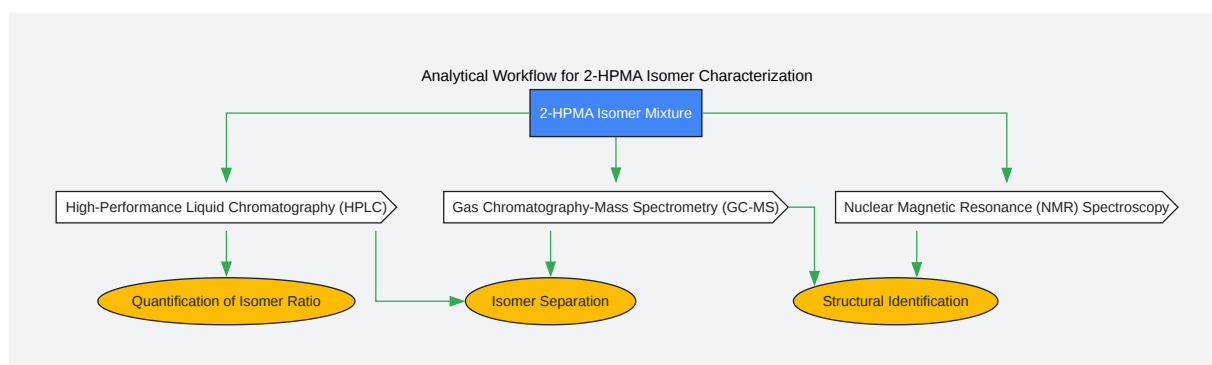 Analytical Workflow for 2-HPMA Isomer Characterization
2-HPMA Isomer Mixture
High-Performance Liquid Chromatography (HPLC)
Gas Chromatography-Mass Spectrometry (GC-MS)
Nuclear Magnetic Resonance (NMR) Spectroscopy
Quantification of Isomer Ratio
Isomer Separation
Structural Identification